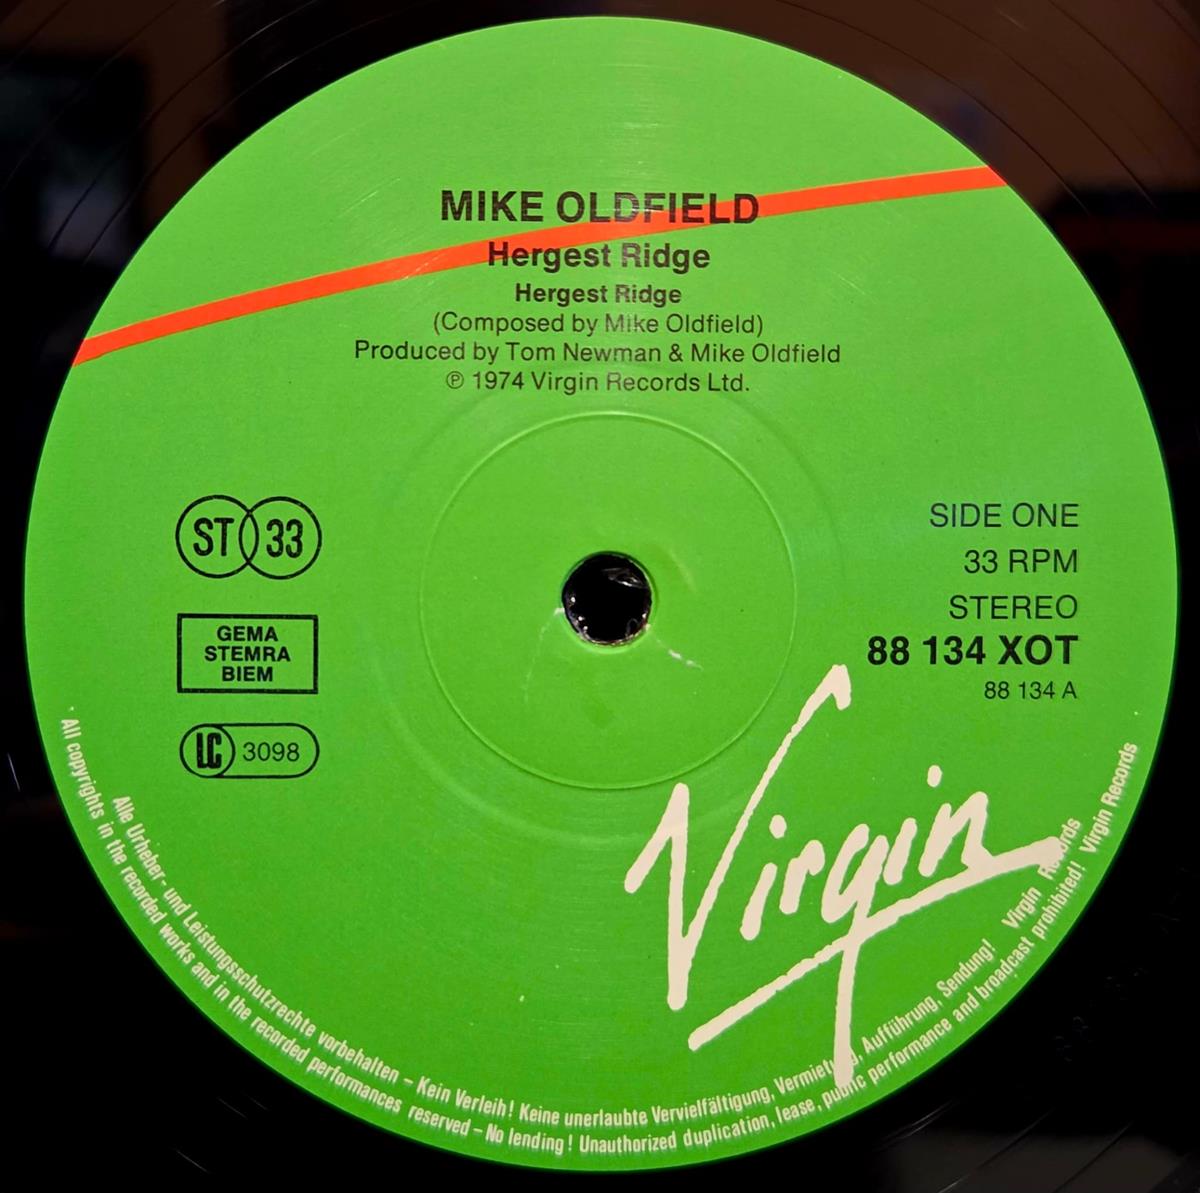 MIKE OLDFIELD
Hergest Ridge
Hergest Ridge
(Composed by Mike Oldfield)
Produced by Tom Newman & Mike Oldfield
℗ 1974 Virgin Records Ltd.
ST 33
GEMA
STEMRA
BIEM
LC 3098
SIDE ONE
33 RPM
STEREO
88 134 XOT
88 134 A
Virgin
Alle Urheber- und Leistungsschutzrechte vorbehalten – Kein Verleih! Keine unerlaubte Vervielfältigung, Vermietung, Aufführung, Sendung! Virgin Records
All copyrights in the recorded works and in the recorded performances reserved – No lending! Unauthorized duplication, lease, public performance and broadcast prohibited! Virgin Records